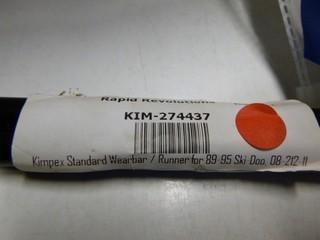 Rapid Revolutions
KIM-274437
Kimpex Standard Wearbar / Runner for 89-95 Ski-Doo, 08-212-11